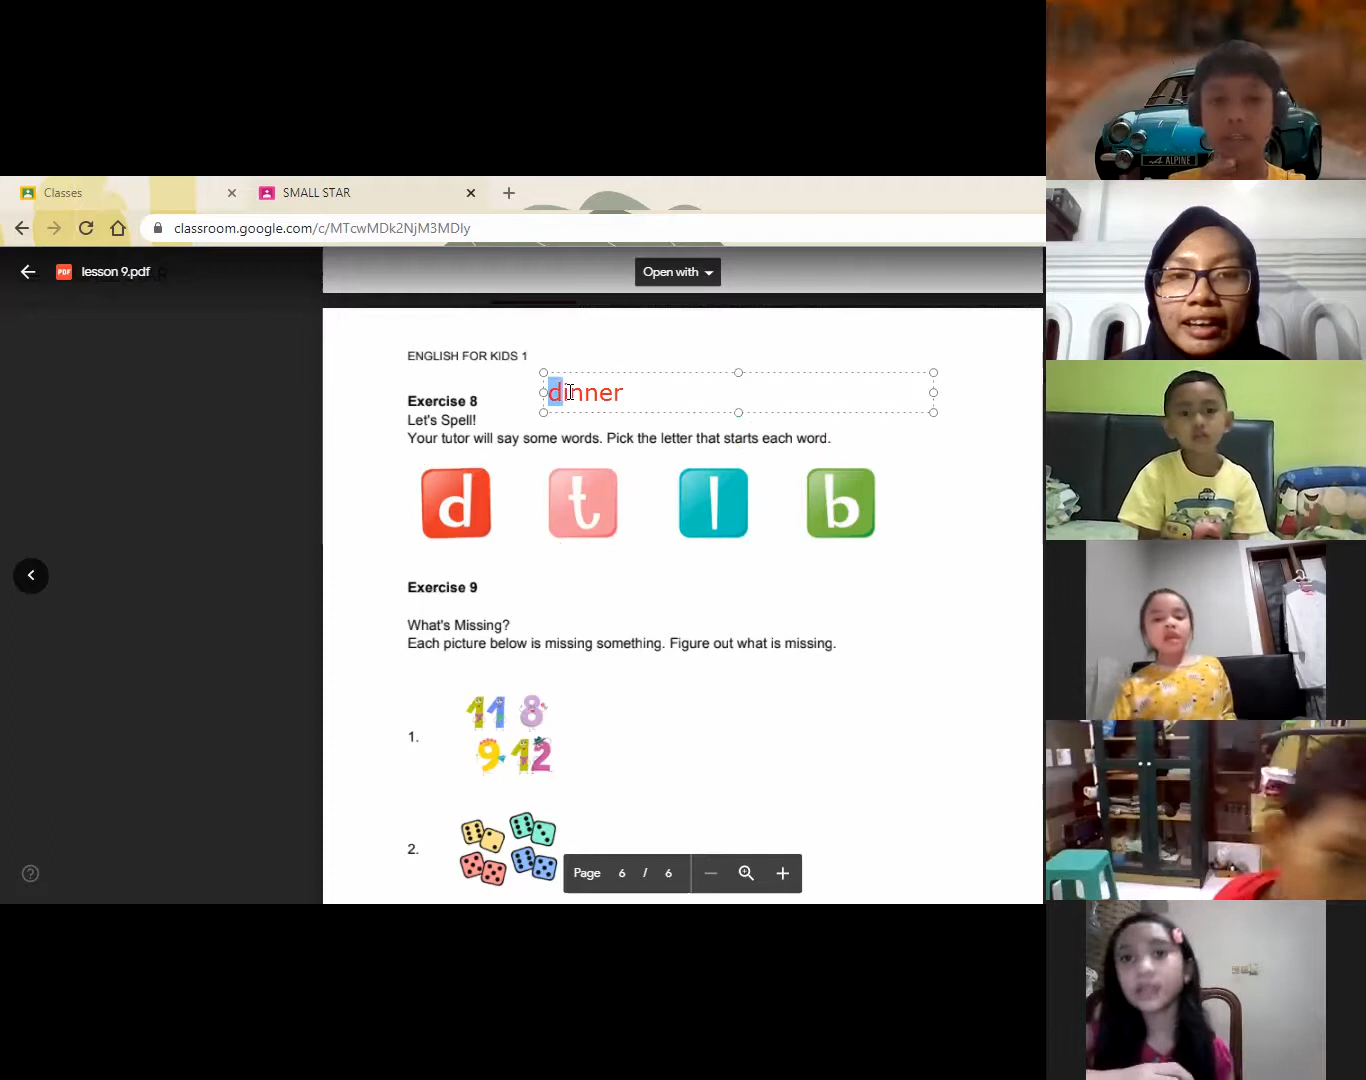 ALPINE
Classes
SMALL STAR
classroom.google.com/c/MTcwMDk2NjM3MDIy
PDF
lesson 9.pdf
Open with
ENGLISH FOR KIDS 1
dinner
Exercise 8
Let's Spell!
Your tutor will say some words. Pick the letter that starts each word.
d t l b
Exercise 9
What's Missing?
Each picture below is missing something. Figure out what is missing.
11 8
1.
9 12
2.
Page 6 / 6